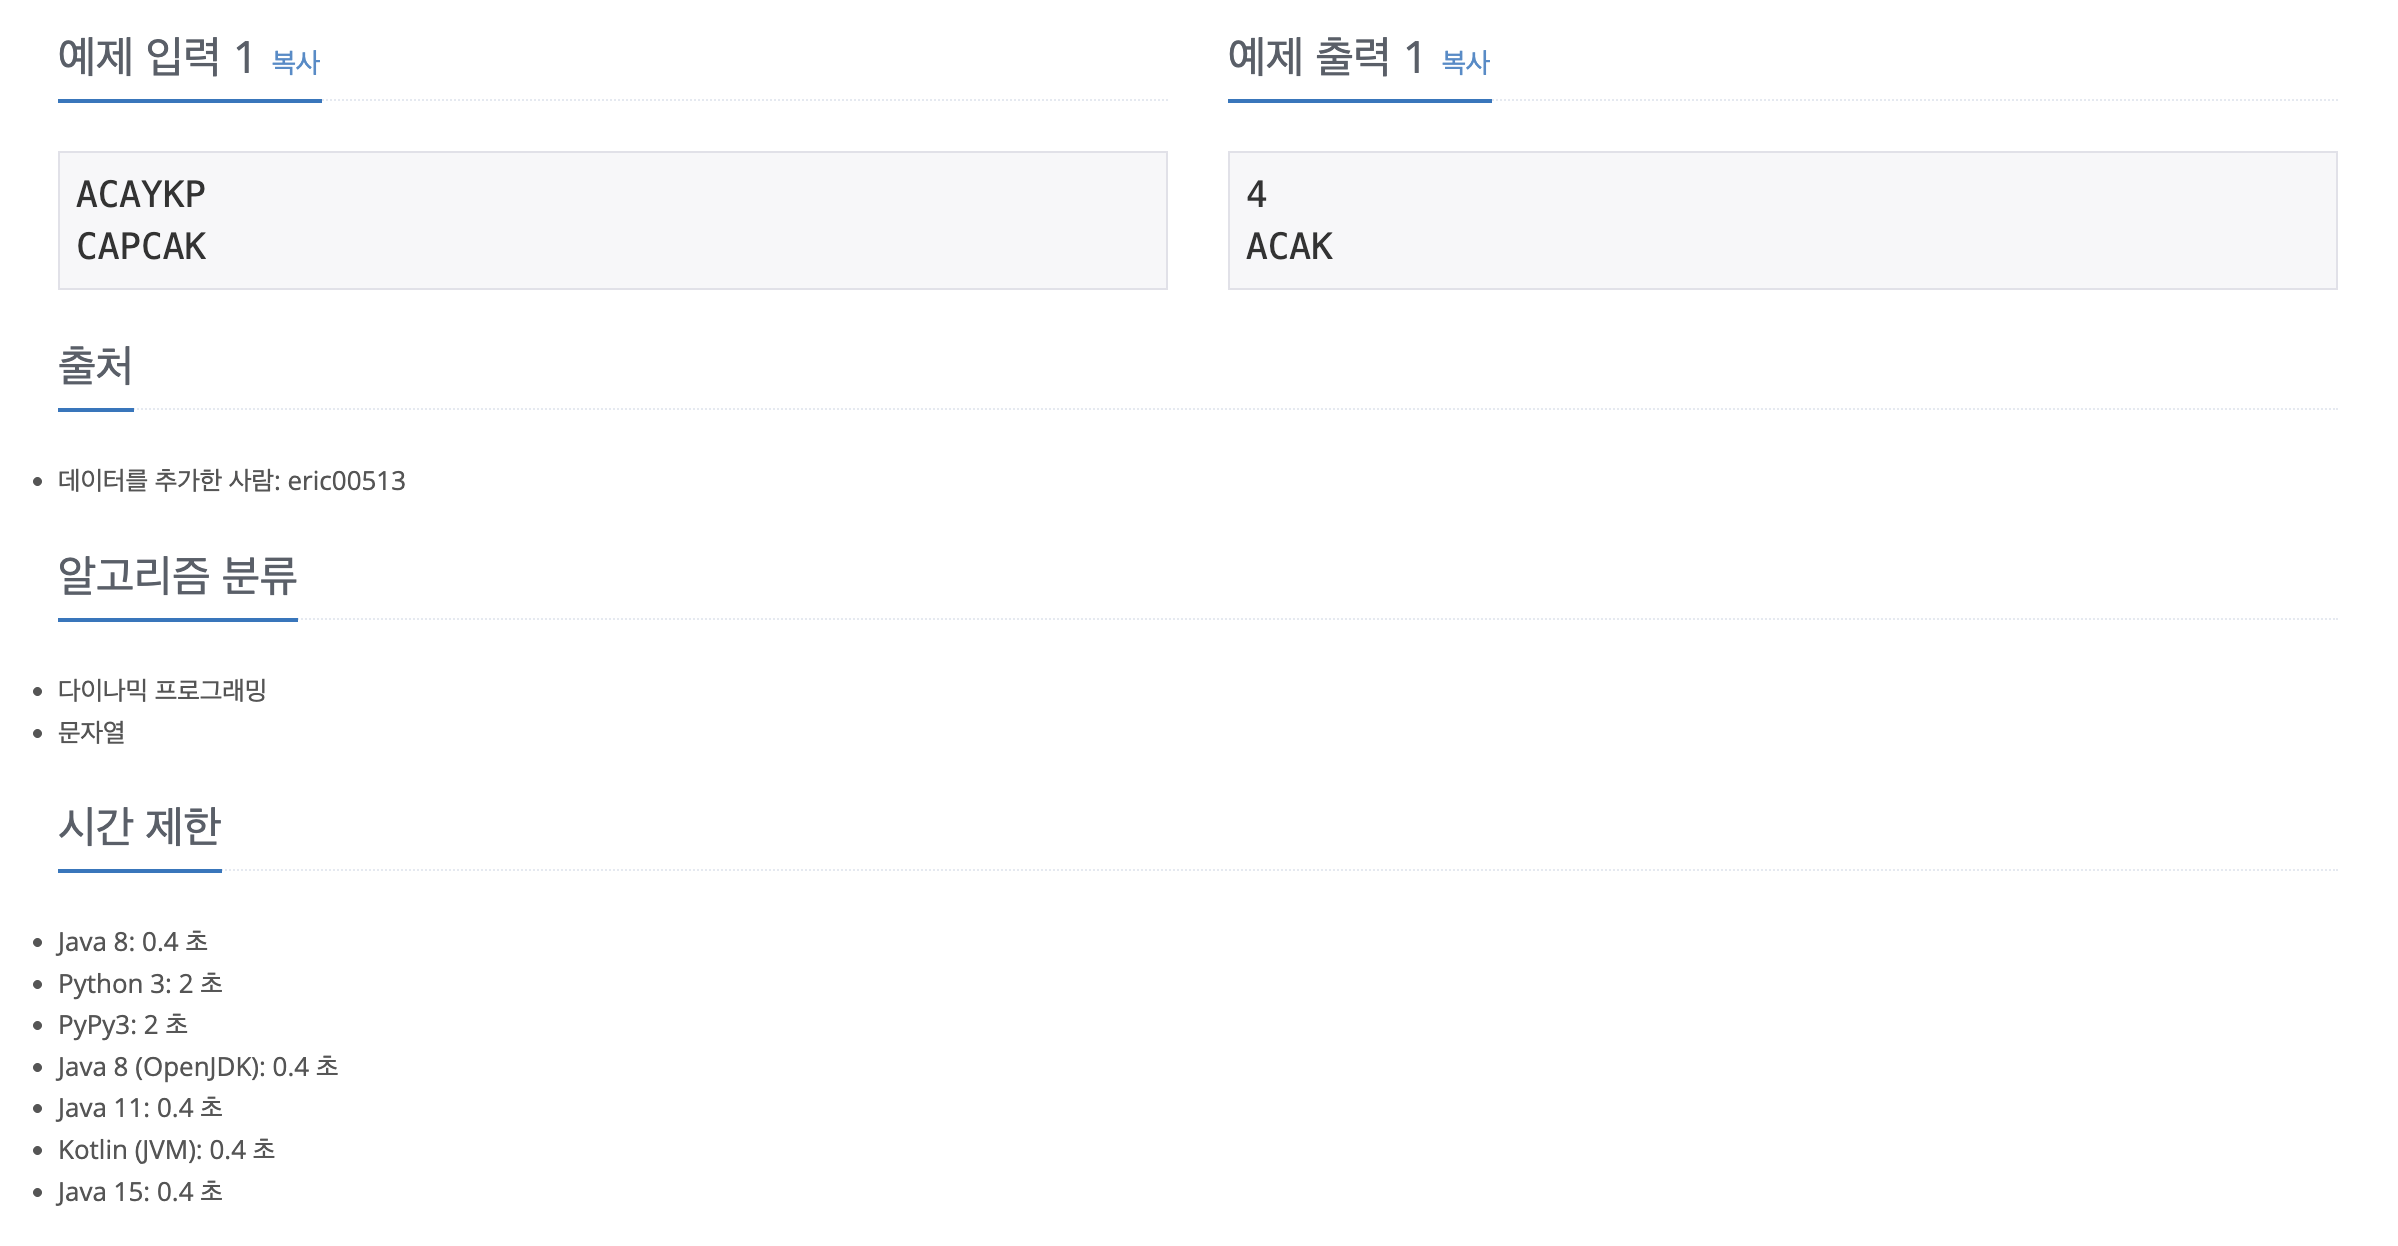 예제 입력 1 복사
ACAYKP
CAPCAK
예제 출력 1 복사
4
ACAK
출처
데이터를 추가한 사람: eric00513
알고리즘 분류
다이나믹 프로그래밍
문자열
시간 제한
Java 8: 0.4 초
Python 3: 2 초
PyPy3: 2 초
Java 8 (OpenJDK): 0.4 초
Java 11: 0.4 초
Kotlin (JVM): 0.4 초
Java 15: 0.4 초